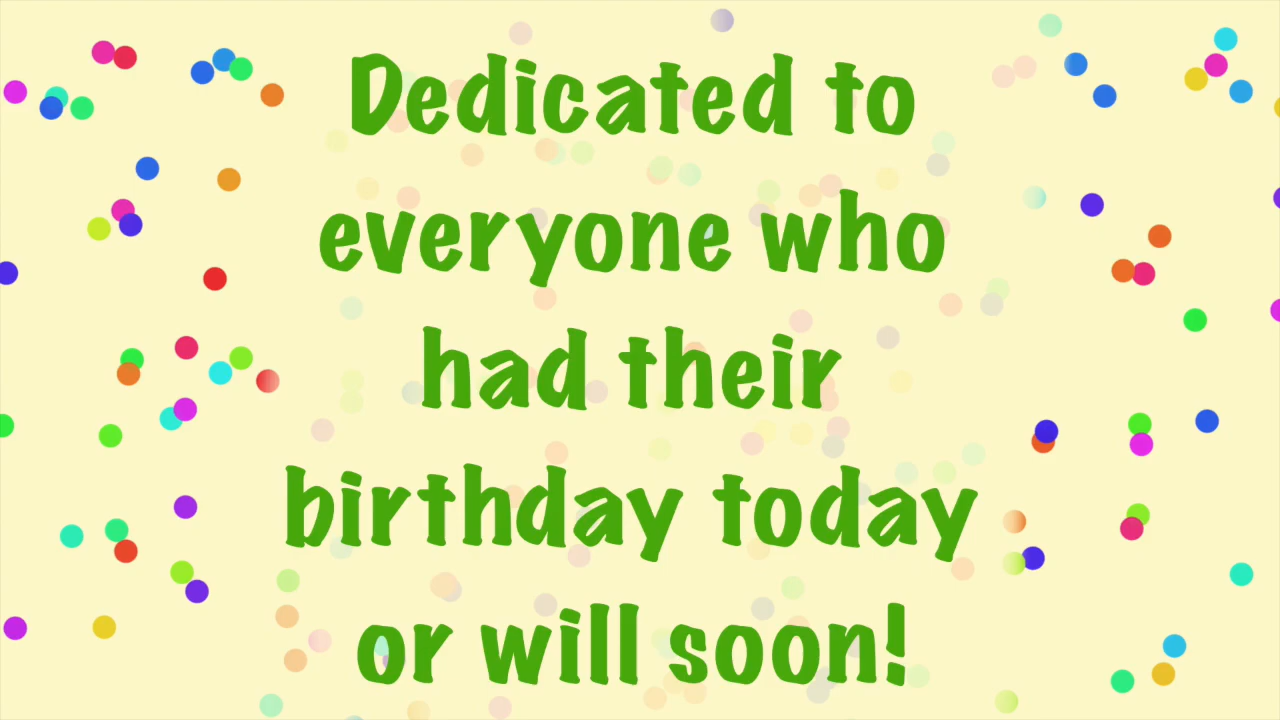 Dedicated to
everyone who
had their
birthday today
or will soon!